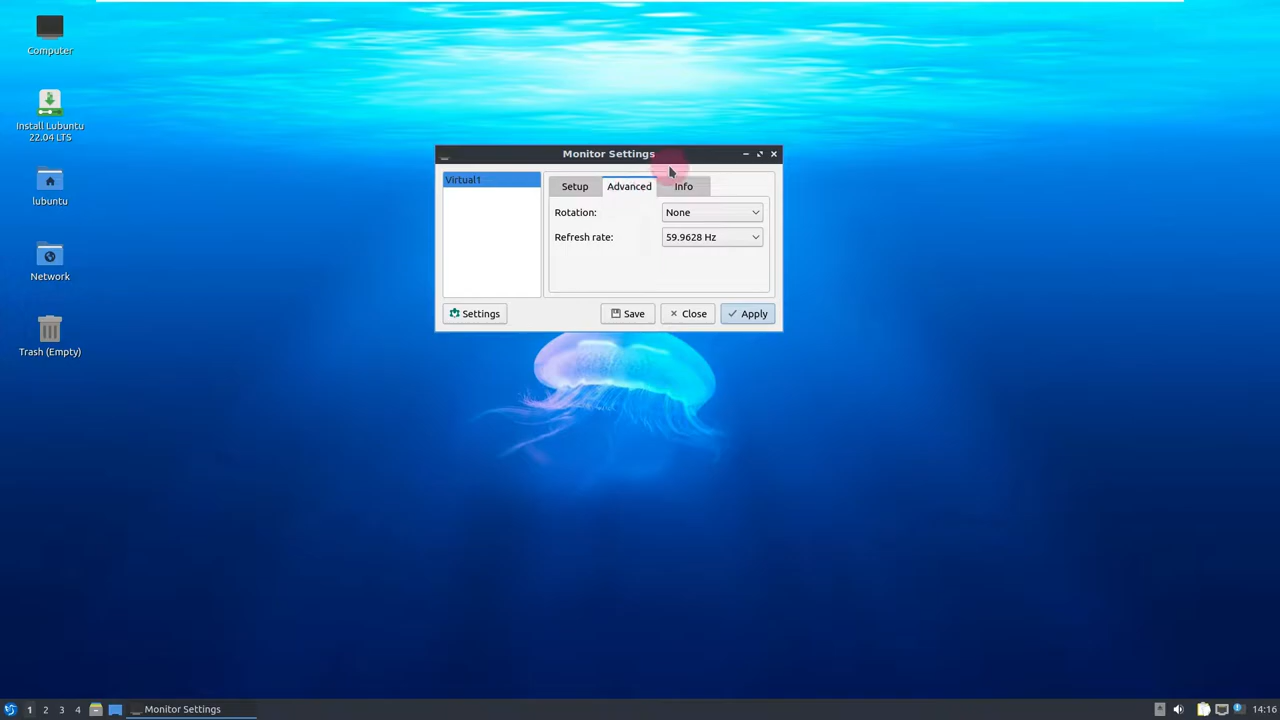 Computer
Install Lubuntu
22.04 LTS
lubuntu
Network
Trash (Empty)
Monitor Settings
Virtual1
Setup Advanced Info
Rotation: None
Refresh rate: 59.9628 Hz
Settings Save Close Apply
1 2 3 4 Monitor Settings 14:16